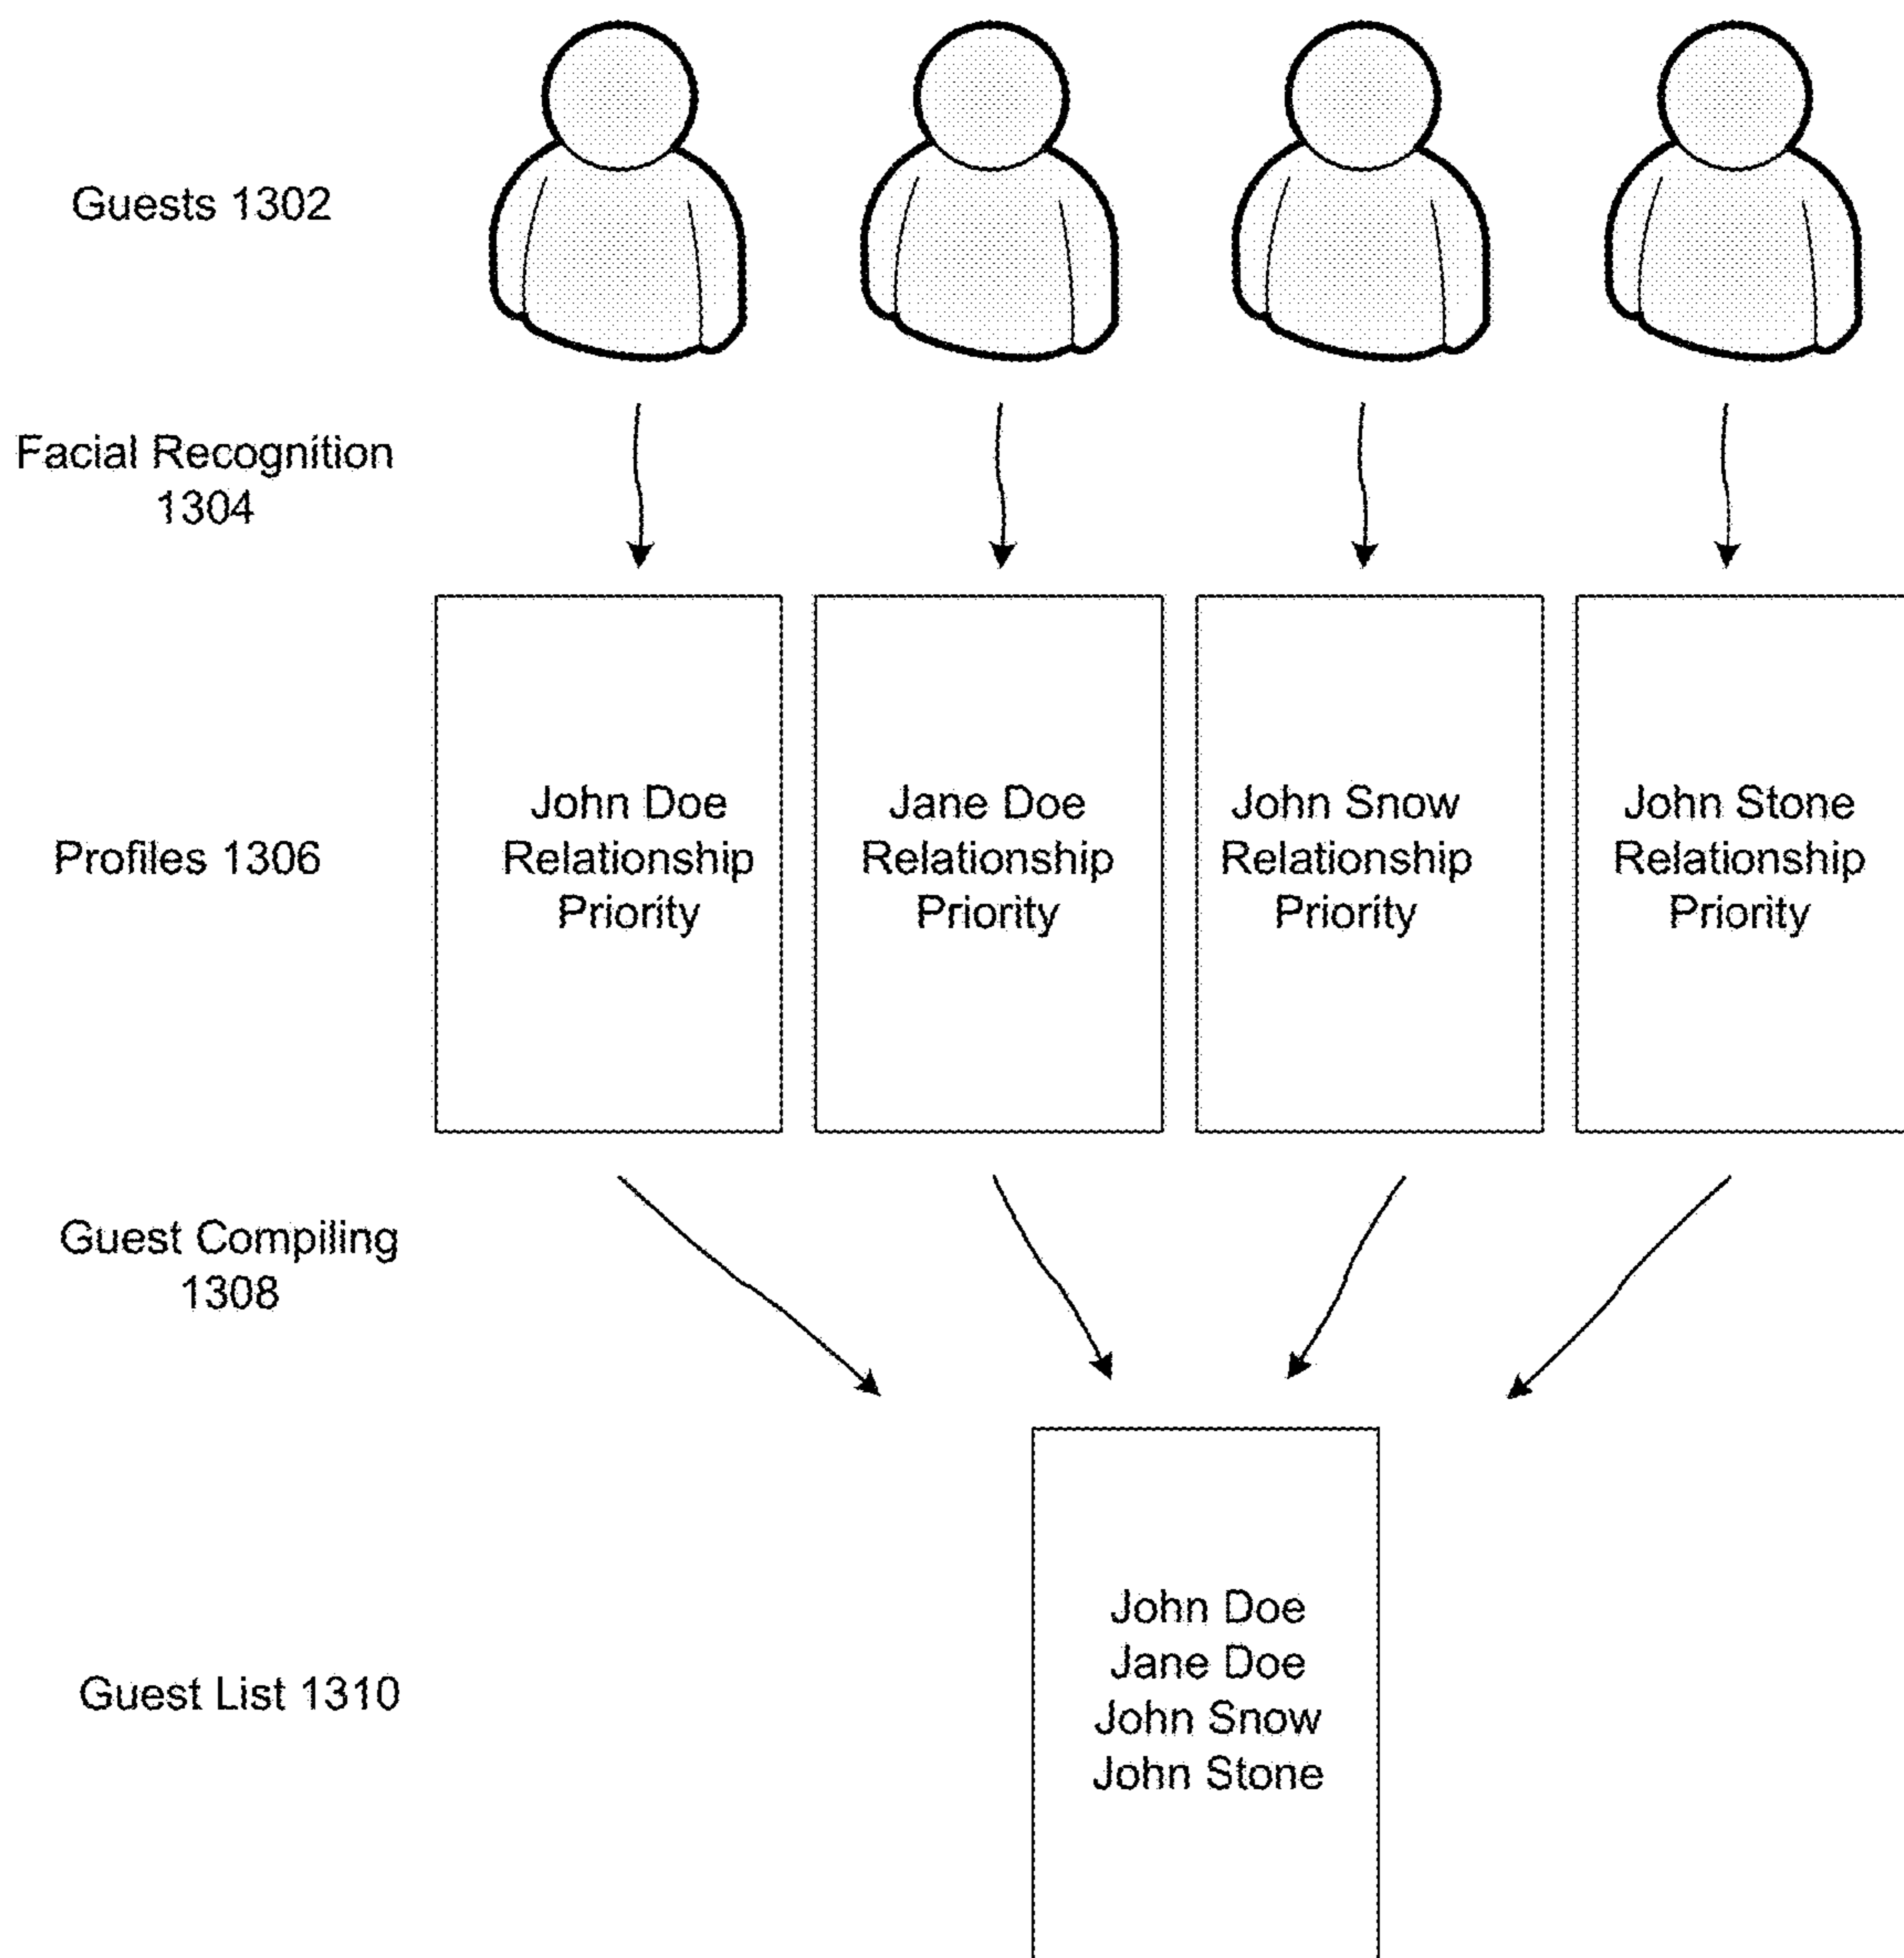 Guests 1302
Facial Recognition
1304
Profiles 1306
John Doe
Relationship
Priority
Jane Doe
Relationship
Priority
John Snow
Relationship
Priority
John Stone
Relationship
Priority
Guest Compiling
1308
Guest List 1310
John Doe
Jane Doe
John Snow
John Stone